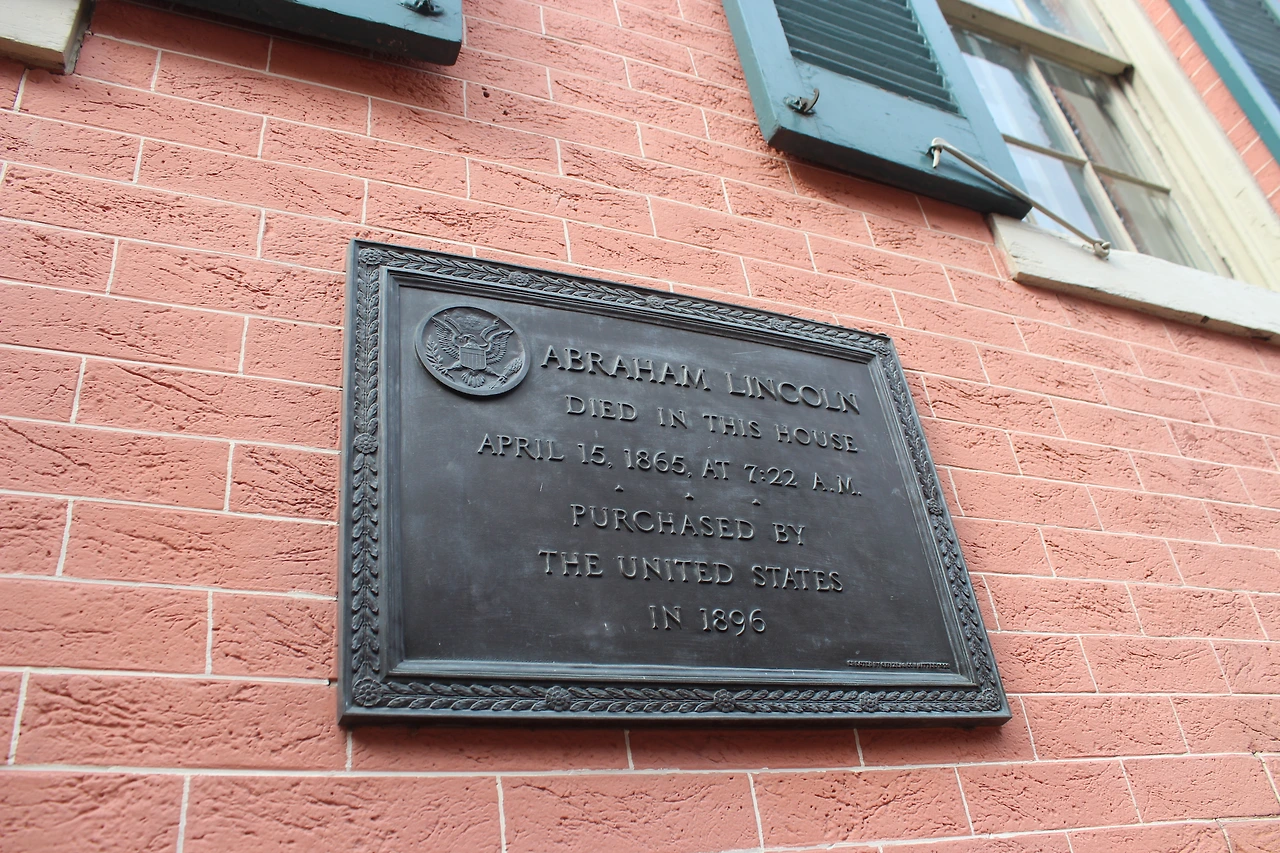 ABRAHAM LINCOLN
DIED IN THIS HOUSE
APRIL 15, 1865, AT 7:22 A.M.
PURCHASED BY
THE UNITED STATES
IN 1896